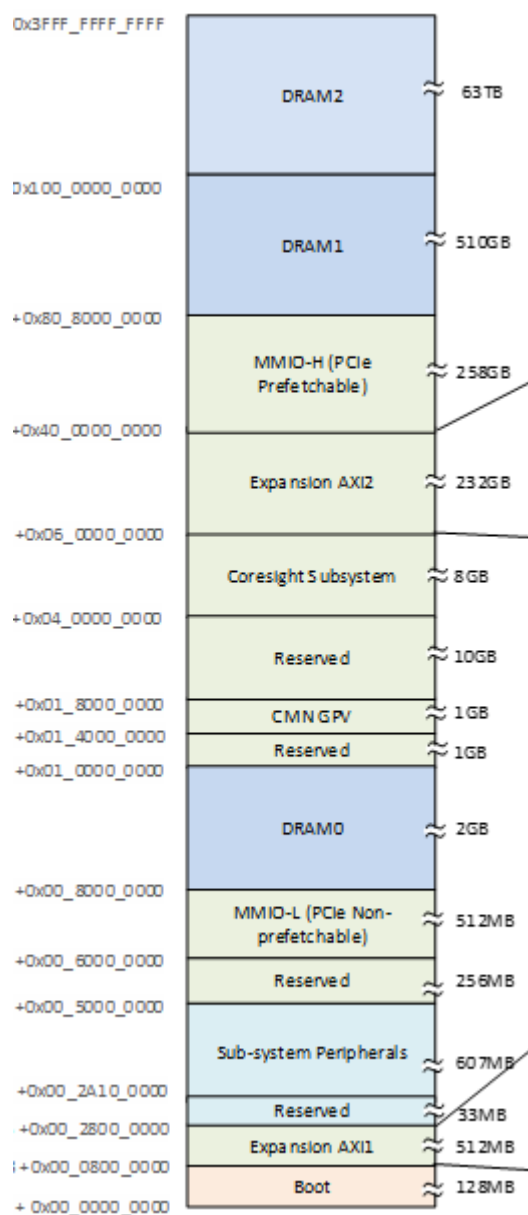 0x3FFF_FFFF_FFFF
DRAM2
63TB
0x100_0000_0000
DRAM1
510GB
+0x80_8000_0000
MMIO-H (PCIe
Prefetchable)
258GB
+0x40_0000_0000
Expansion AXI2
232GB
+0x06_0000_0000
Coresight Subsystem
8GB
+0x04_0000_0000
Reserved
10GB
+0x01_8000_0000
CMN GPV
1GB
+0x01_4000_0000
Reserved
1GB
+0x01_0000_0000
DRAM0
2GB
+0x00_8000_0000
MMIO-L (PCIe Non-
prefetchable)
512MB
+0x00_6000_0000
Reserved
256MB
+0x00_5000_0000
Sub-system Peripherals
607MB
+0x00_2A10_0000
Reserved
33MB
+0x00_2800_0000
Expansion AXI1
512MB
+0x00_0800_0000
Boot
128MB
+ 0x00_0000_0000